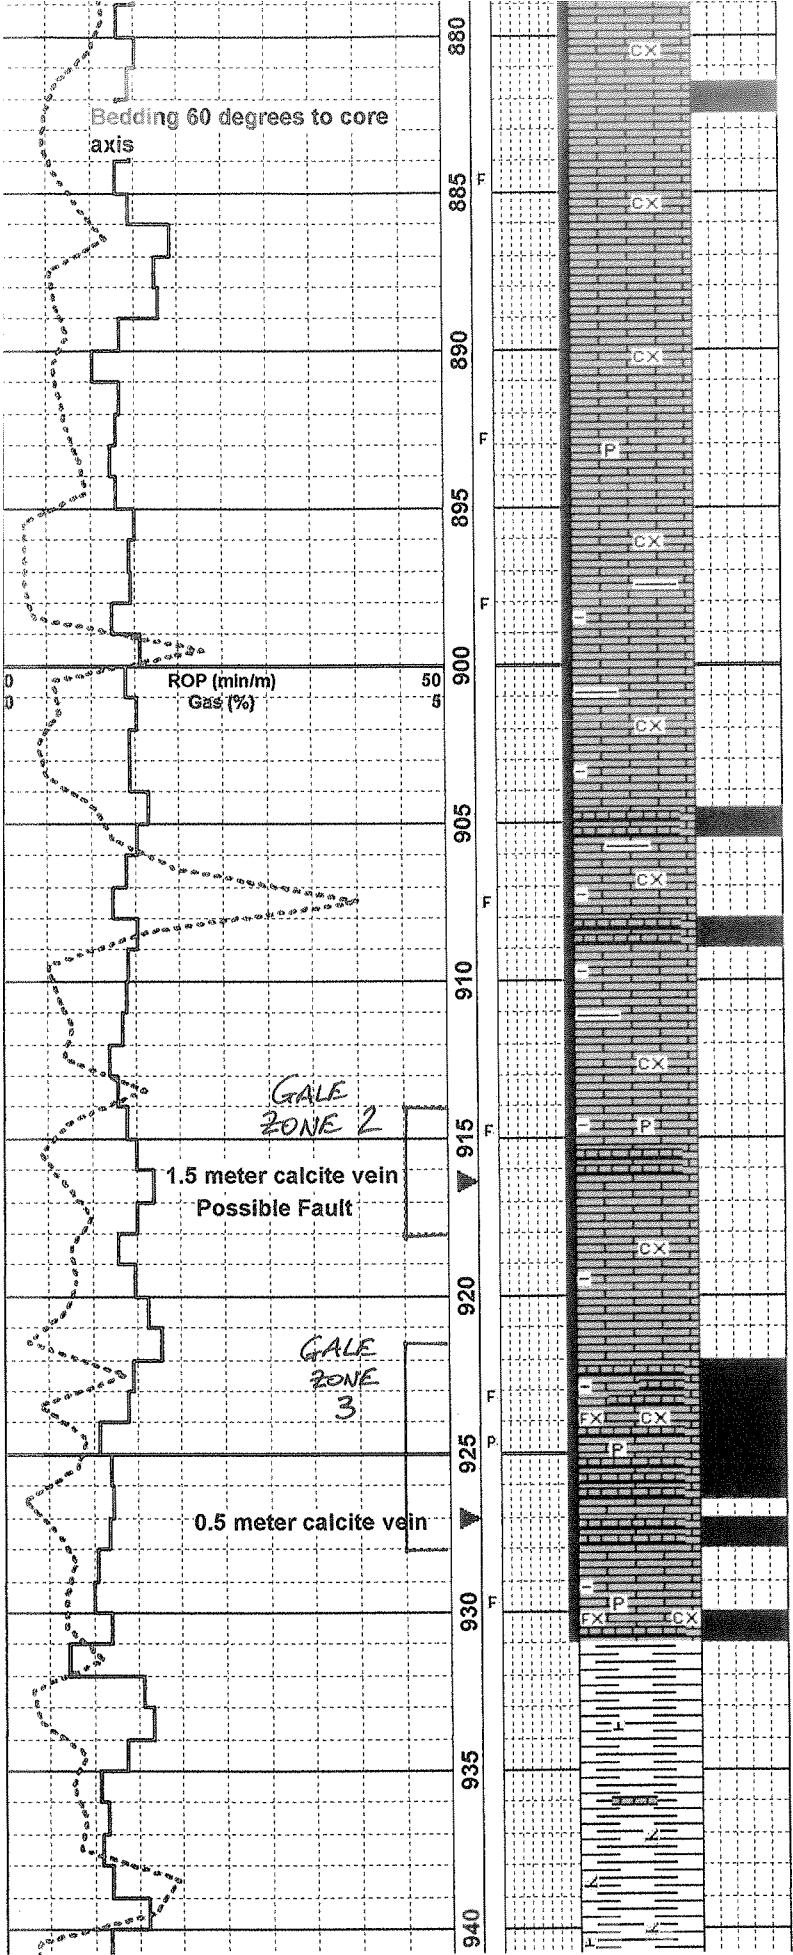 880
CX
Bedding 60 degrees to core
axis
885
F
CX
890
CX
F
P
895
CX
F
900
0 ROP (min/m) 50
0 Gas (%) 5
CX
905
CX
F
910
CX
GALE
ZONE 2
915
F
P
1.5 meter calcite vein
Possible Fault
CX
920
GALE
ZONE
3
F
FX CX
925
P
P
0.5 meter calcite vein
930
F
P
FX CX
935
940